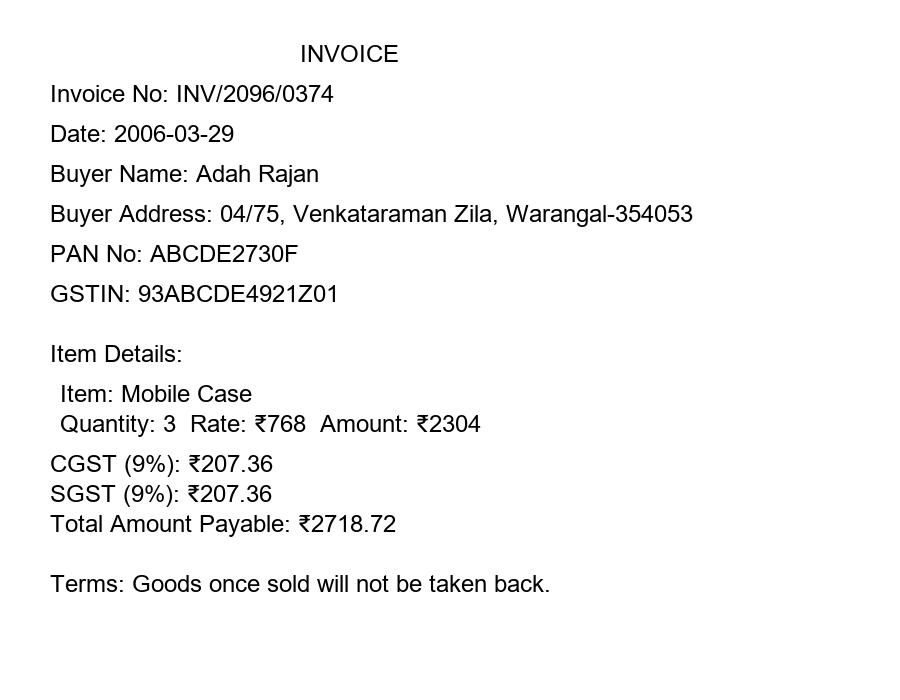 INVOICE
Invoice No: INV/2096/0374
Date: 2006-03-29
Buyer Name: Adah Rajan
Buyer Address: 04/75, Venkataraman Zila, Warangal-354053
PAN No: ABCDE2730F
GSTIN: 93ABCDE4921Z01
Item Details:
Item: Mobile Case
Quantity: 3  Rate: ₹768  Amount: ₹2304
CGST (9%): ₹207.36
SGST (9%): ₹207.36
Total Amount Payable: ₹2718.72
Terms: Goods once sold will not be taken back.